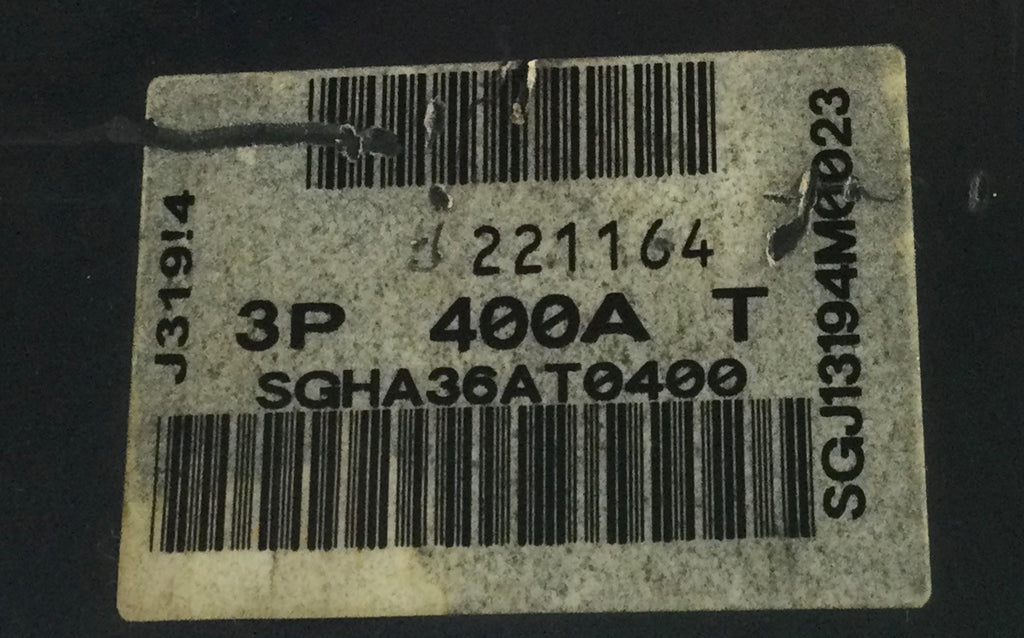 221164
3P 400A T
SGHA36AT0400
J319!4
SGJ13194M0023